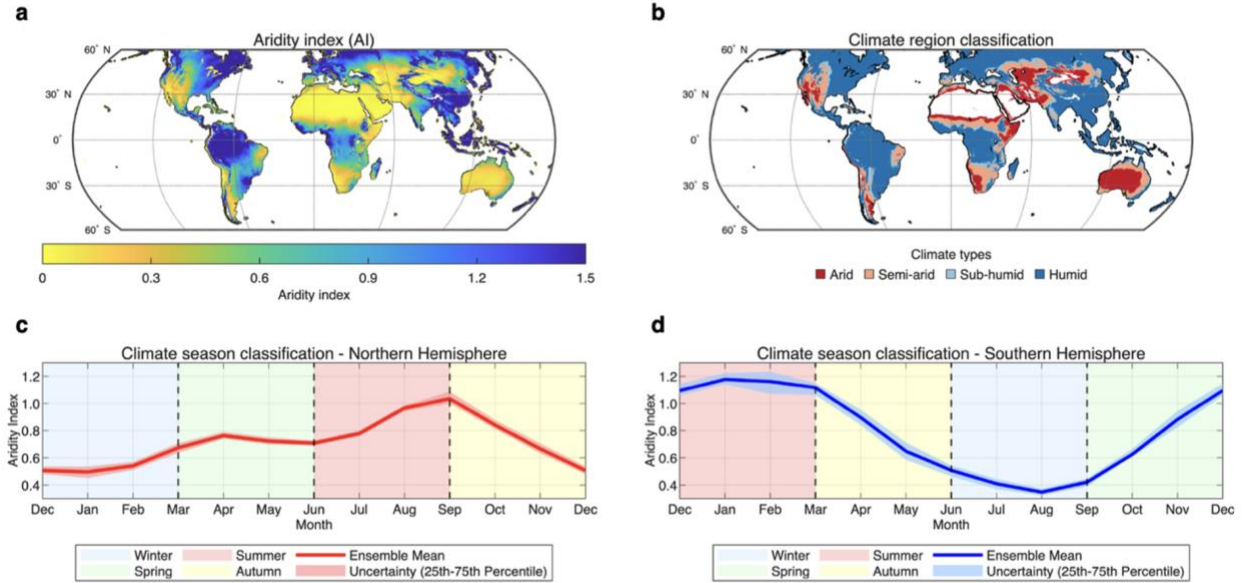 a
Aridity index (AI)
60° N
30° N
0°
30° S
60° S
0 0.3 0.6 0.9 1.2 1.5
Aridity index
b
Climate region classification
60° N
30° N
0°
30° S
60° S
Climate types
Arid Semi-arid Sub-humid Humid
c
Climate season classification - Northern Hemisphere
Aridity Index
1.2
1.0
0.8
0.6
0.4
Dec Jan Feb Mar Apr May Jun Jul Aug Sep Oct Nov Dec
Month
Winter Summer Ensemble Mean
Spring Autumn Uncertainty (25th-75th Percentile)
d
Climate season classification - Southern Hemisphere
Aridity Index
1.2
1.0
0.8
0.6
0.4
Dec Jan Feb Mar Apr May Jun Jul Aug Sep Oct Nov Dec
Month
Winter Summer Ensemble Mean
Spring Autumn Uncertainty (25th-75th Percentile)